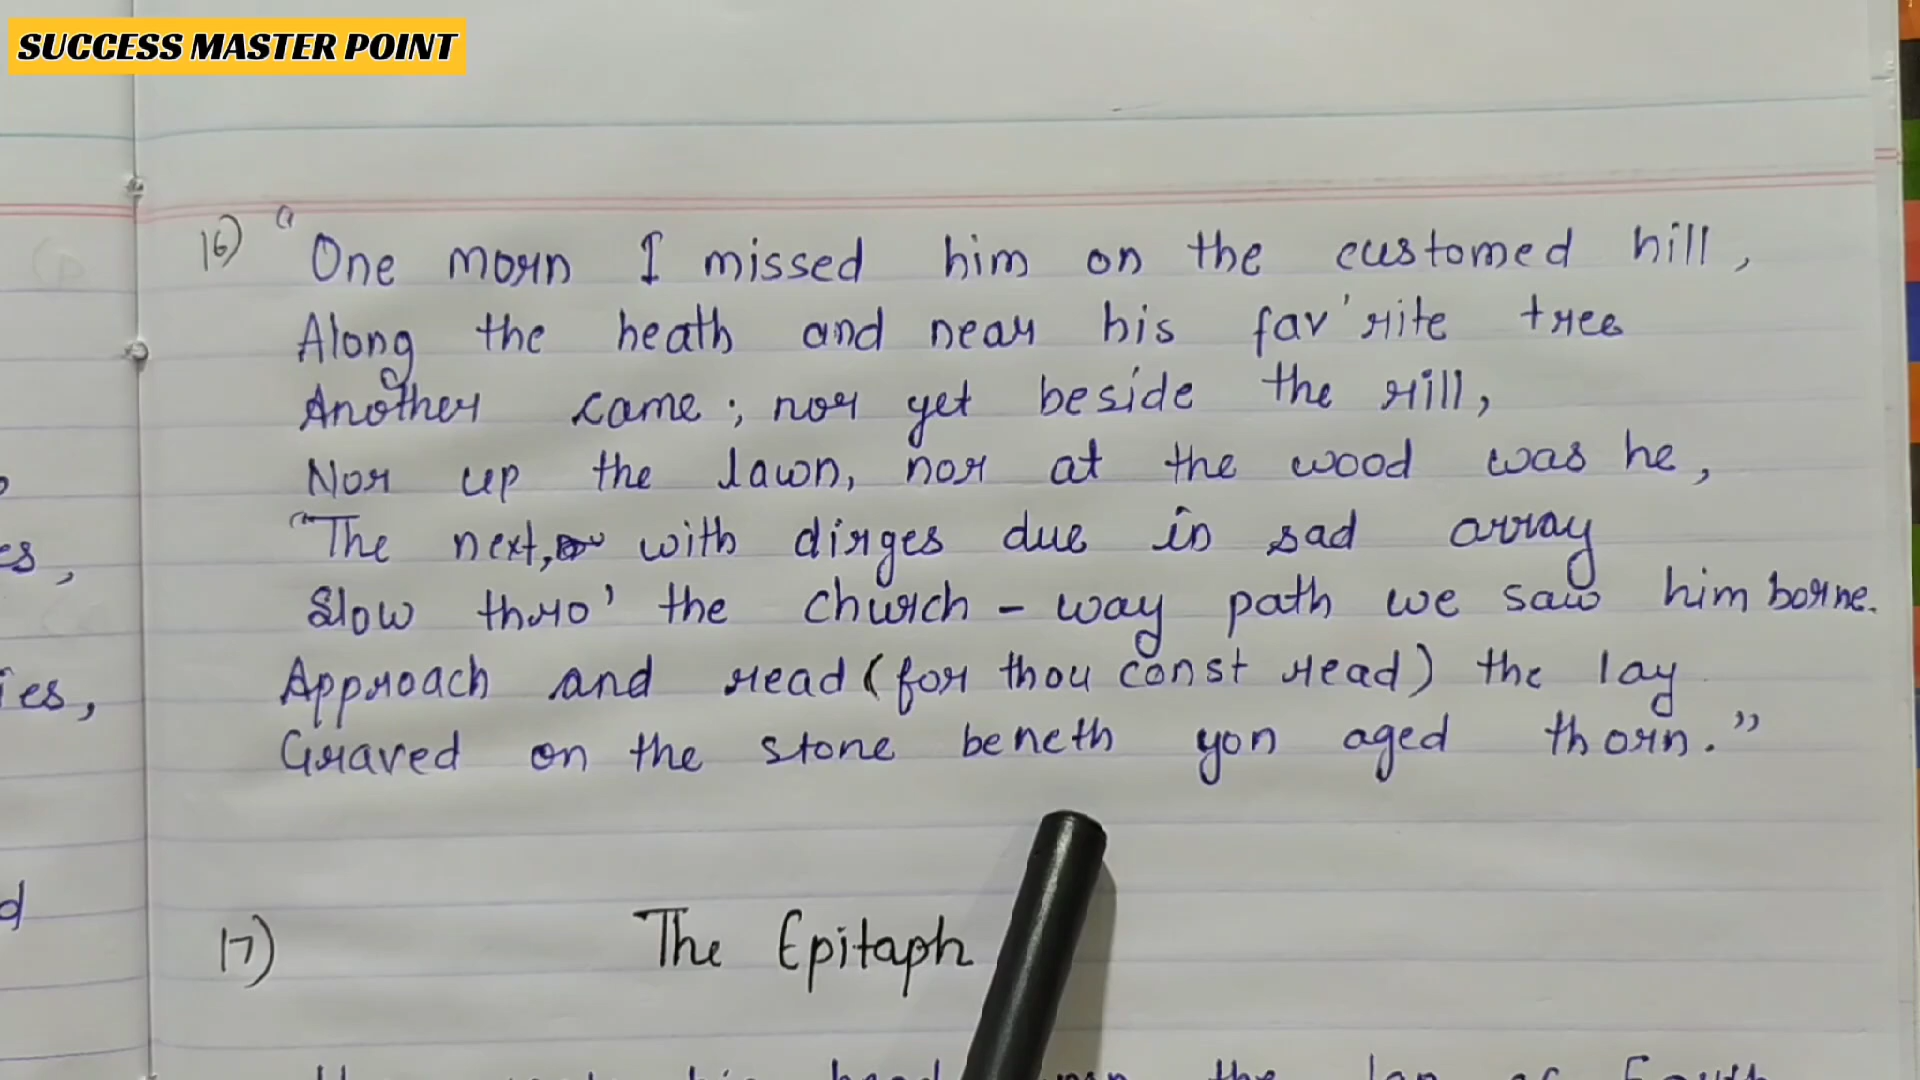 SUCCESS MASTER POINT
16) "One morn I missed him on the customed hill,
Along the heath and near his fav'rite tree
Another came; nor yet beside the rill,
Nor up the lawn, nor at the wood was he,
"The next, with dirges due in sad array
Slow thro' the church-way path we saw him borne.
Approach and read (for thou canst read) the lay
Graved on the stone beneth yon aged thorn."
17) The Epitaph
es,
ies,
d